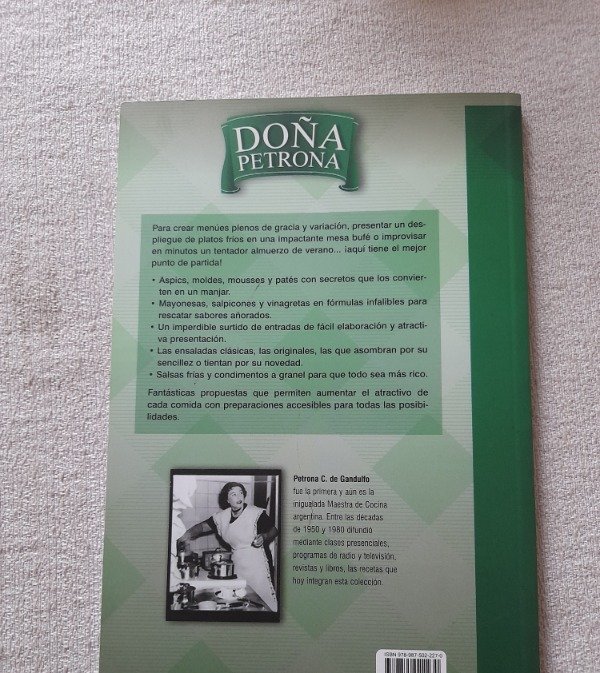 DOÑA
PETRONA
Para crear menúes plenos de gracia y variación, presentar un des-
pliegue de platos fríos en una impactante mesa bufé o improvisar
en minutos un tentador almuerzo de verano... ¡aquí tiene el mejor
punto de partida!
• Aspics, moldes, mousses y patés con secretos que los convier-
ten en un manjar.
• Mayonesas, salpicones y vinagretas en fórmulas infalibles para
rescatar sabores añorados.
• Un imperdible surtido de entradas de fácil elaboración y atracti-
va presentación.
• Las ensaladas clásicas, las originales, las que asombran por su
sencillez o tientan por su novedad.
• Salsas frías y condimentos a granel para que todo sea más rico.
Fantásticas propuestas que permiten aumentar el atractivo de
cada comida con preparaciones accesibles para todas las posibi-
lidades.
Petrona C. de Gandulfo
fue la primera y aún es la
inigualada Maestra de Cocina
argentina. Entre las décadas
de 1950 y 1980 difundió
mediante clases presenciales,
programas de radio y televisión,
revistas y libros, las recetas que
hoy integran esta colección.
ISBN 978-987-502-227-0